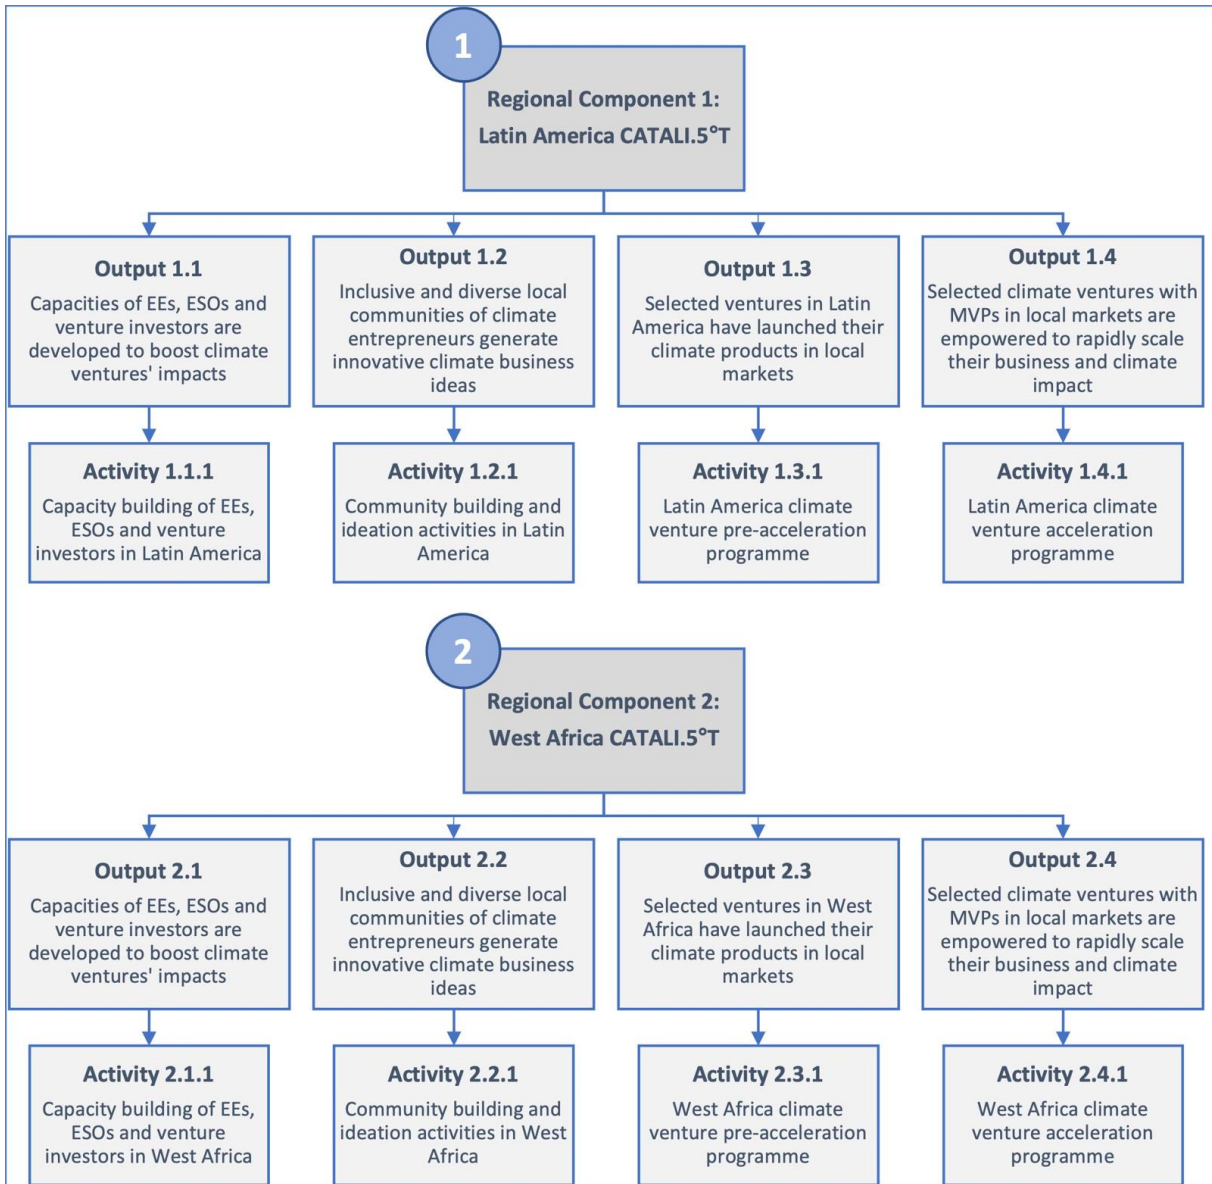 1
Regional Component 1:
Latin America CATALI.5°T
Output 1.1
Capacities of EEs, ESOs and
venture investors are
developed to boost climate
ventures' impacts
Output 1.2
Inclusive and diverse local
communities of climate
entrepreneurs generate
innovative climate business
ideas
Output 1.3
Selected ventures in Latin
America have launched their
climate products in local
markets
Output 1.4
Selected climate ventures with
MVPs in local markets are
empowered to rapidly scale
their business and climate
impact
Activity 1.1.1
Capacity building of EEs,
ESOs and venture
investors in Latin America
Activity 1.2.1
Community building and
ideation activities in Latin
America
Activity 1.3.1
Latin America climate
venture pre-acceleration
programme
Activity 1.4.1
Latin America climate
venture acceleration
programme
2
Regional Component 2:
West Africa CATALI.5°T
Output 2.1
Capacities of EEs, ESOs and
venture investors are
developed to boost climate
ventures' impacts
Output 2.2
Inclusive and diverse local
communities of climate
entrepreneurs generate
innovative climate business
ideas
Output 2.3
Selected ventures in West
Africa have launched their
climate products in local
markets
Output 2.4
Selected climate ventures with
MVPs in local markets are
empowered to rapidly scale
their business and climate
impact
Activity 2.1.1
Capacity building of EEs,
ESOs and venture
investors in West Africa
Activity 2.2.1
Community building and
ideation activities in West
Africa
Activity 2.3.1
West Africa climate
venture pre-acceleration
programme
Activity 2.4.1
West Africa climate
venture acceleration
programme